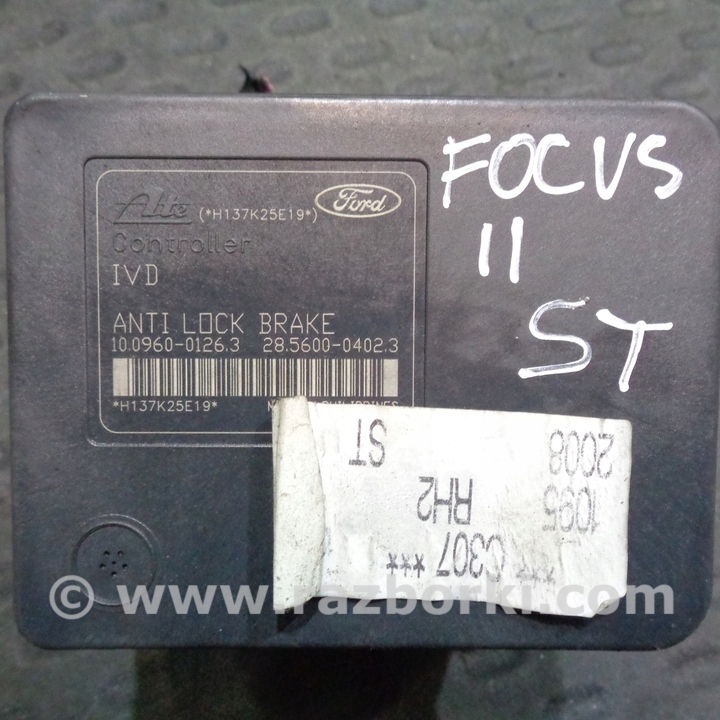 Ate (*H137K25E19*) Ford
Controller
IVD
ANTI LOCK BRAKE
10.0960-0126.3 28.5600-0402.3
*H137K25E19*
FOCUS
II
ST
ST
2008
RH2
1095
*** C307 ***
© www.razborki.com